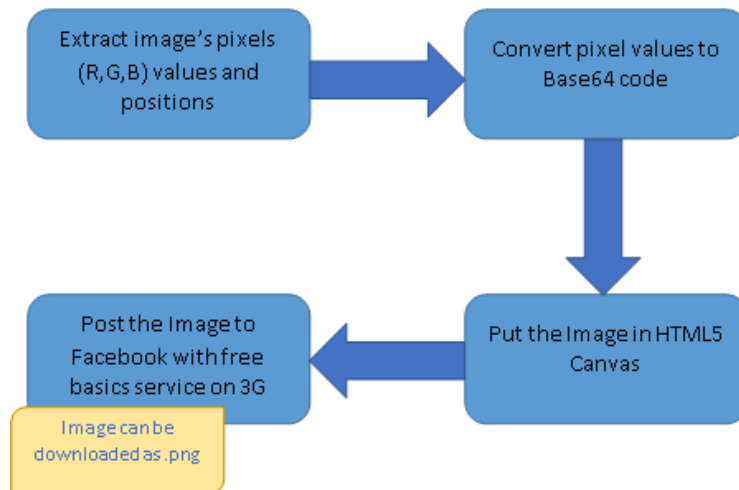 Extract image's pixels
(R,G,B) values and
positions
Convert pixel values to
Base64 code
Put the Image in HTML5
Canvas
Post the Image to
Facebook with free
basics service on 3G
Image can be
downloaded as .png